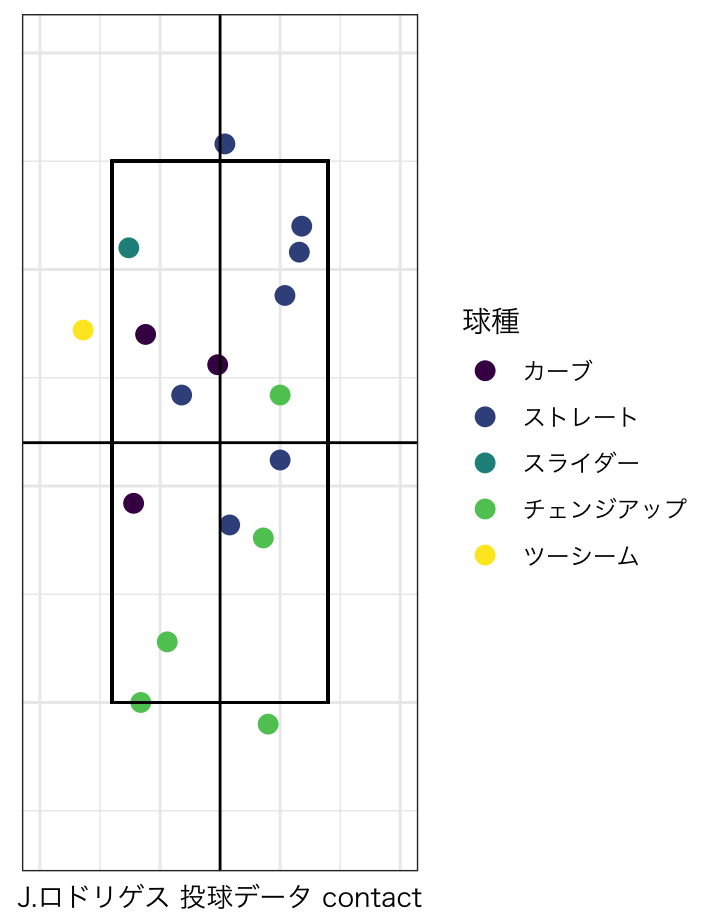 球種
カーブ
ストレート
スライダー
チェンジアップ
ツーシーム
J.ロドリゲス 投球データ contact